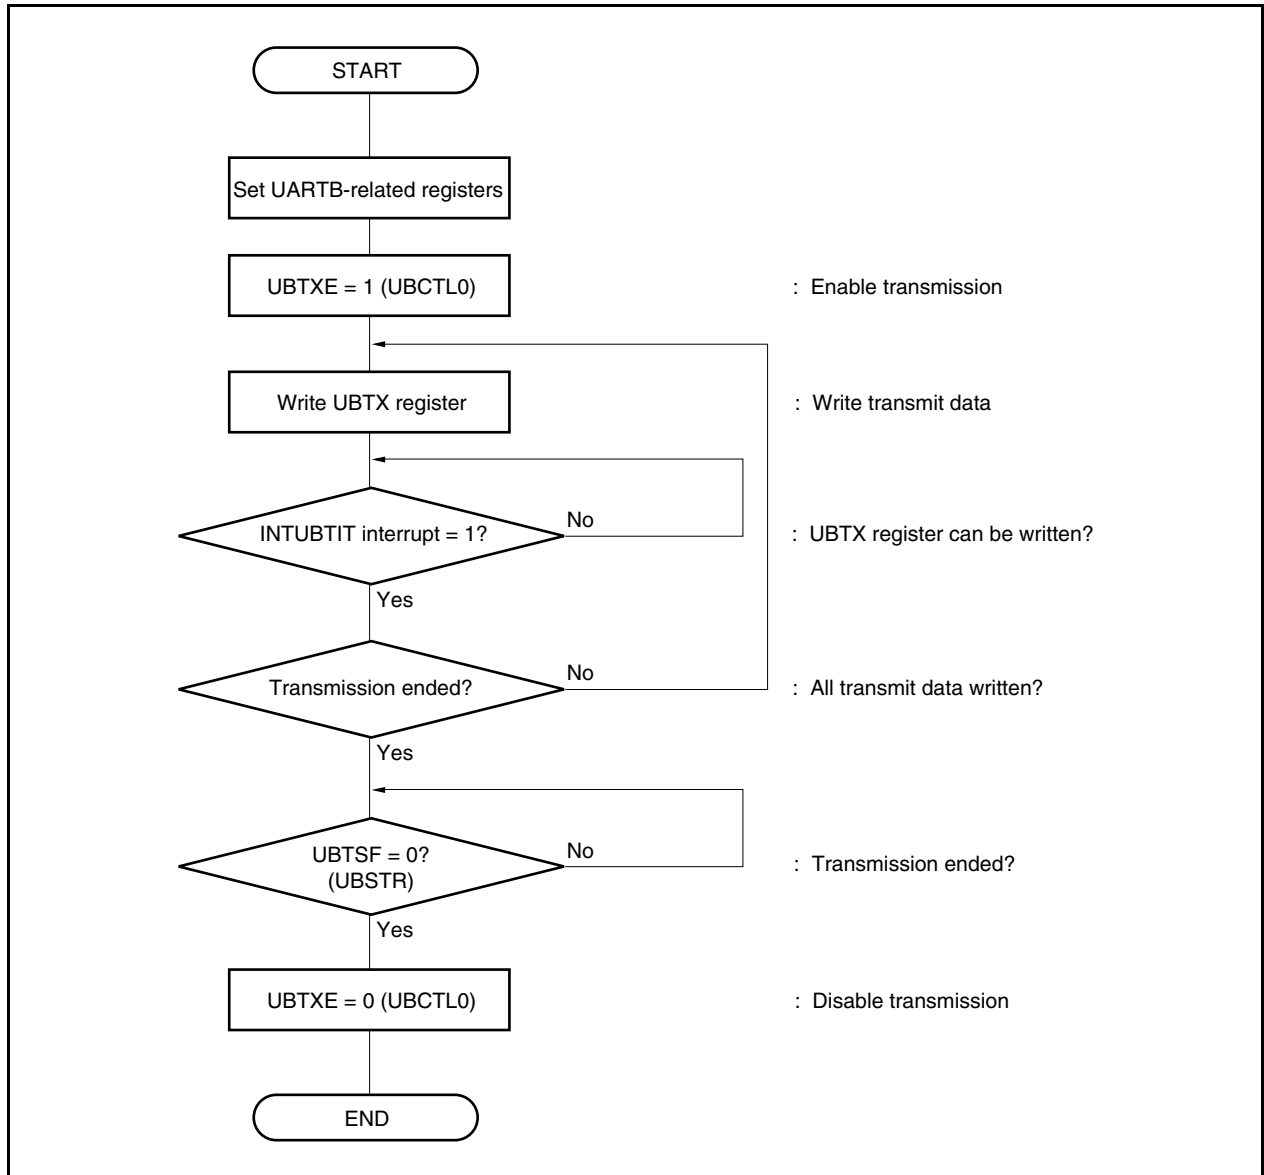 START
Set UARTB-related registers
UBTXE = 1 (UBCTL0)
: Enable transmission
Write UBTX register
: Write transmit data
INTUBTIT interrupt = 1?
No
: UBTX register can be written?
Yes
Transmission ended?
No
: All transmit data written?
Yes
UBTSF = 0?
(UBSTR)
No
: Transmission ended?
Yes
UBTXE = 0 (UBCTL0)
: Disable transmission
END